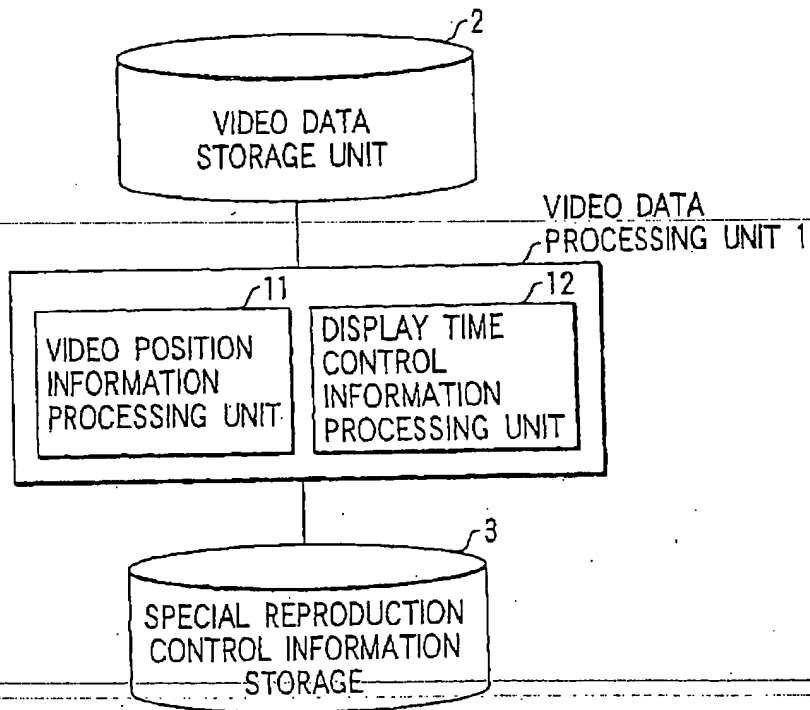 2
VIDEO DATA
STORAGE UNIT
VIDEO DATA
PROCESSING UNIT 1
11
VIDEO POSITION
INFORMATION
PROCESSING UNIT
12
DISPLAY TIME
CONTROL
INFORMATION
PROCESSING UNIT
3
SPECIAL REPRODUCTION
CONTROL INFORMATION
STORAGE